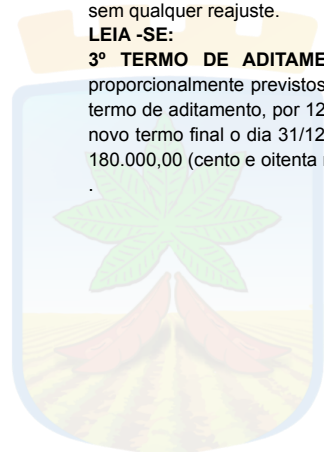 sem qualquer reajuste.
LEIA -SE:
3º TERMO DE ADITAME
proporcionalmente previstos
termo de aditamento, por 12
novo termo final o dia 31/12
180.000,00 (cento e oitenta
.